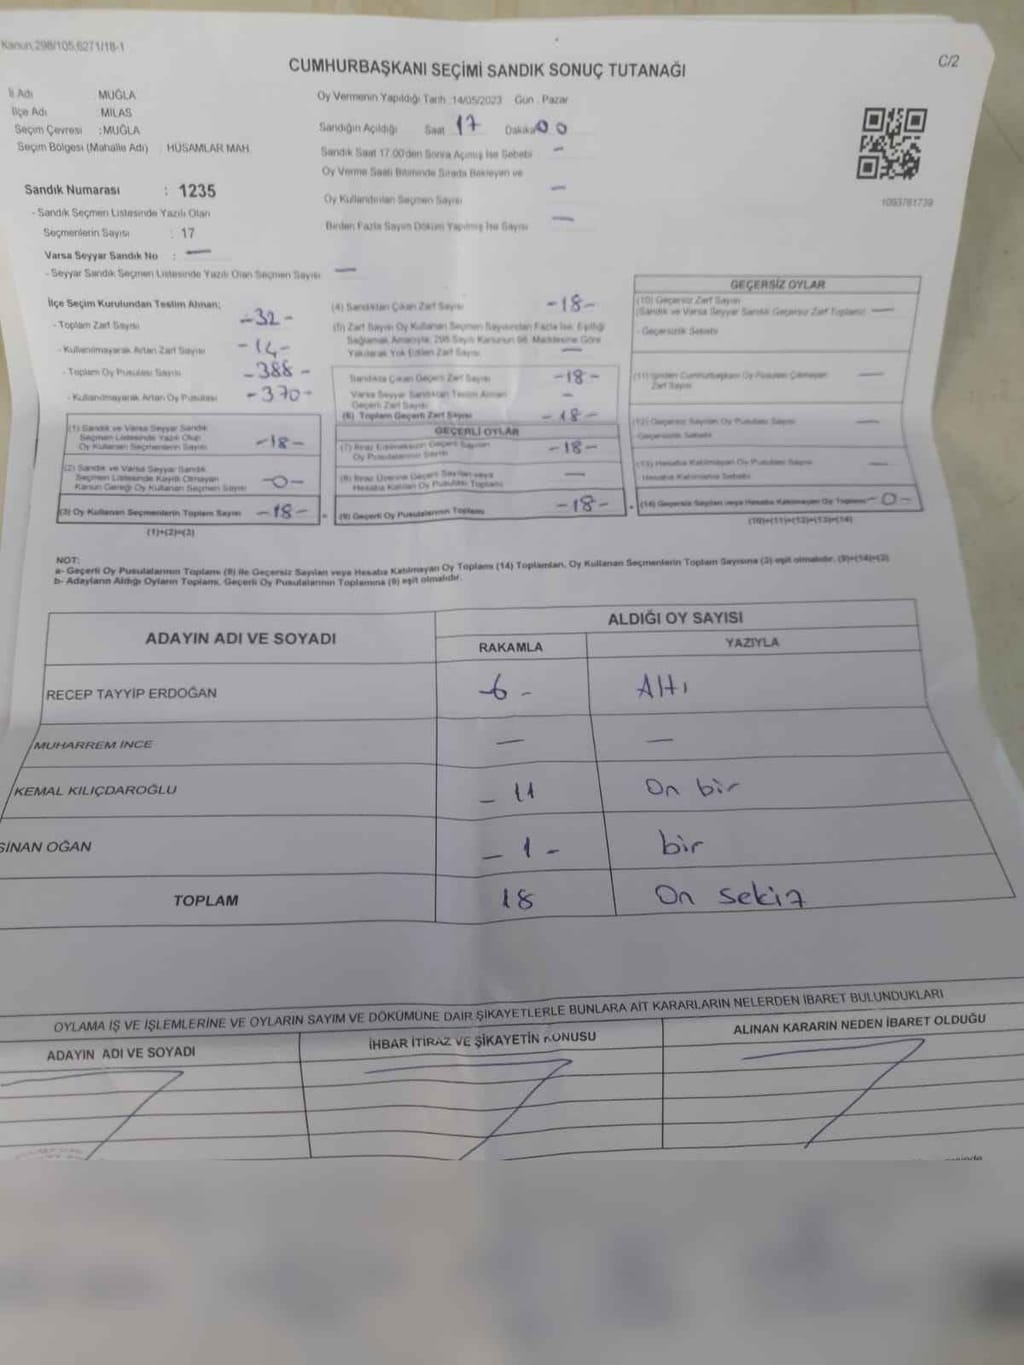 Kanun,298/105,6271/18-1
C/2
CUMHURBAŞKANI SEÇİMİ SANDIK SONUÇ TUTANAĞI
İl Adı MUĞLA
İlçe Adı MİLAS
Seçim Çevresi :MUĞLA
Seçim Bölgesi (Mahalle Adı) : HÜSAMLAR MAH.
Sandık Numarası : 1235
- Sandık Seçmen Listesinde Yazılı Olan
Seçmenlerin Sayısı : 17
Varsa Seyyar Sandık No : —
- Seyyar Sandık Seçmen Listesinde Yazılı Olan Seçmen Sayısı —
Oy Vermenin Yapıldığı Tarih :14/05/2023 Gün : Pazar
Sandığın Açıldığı Saat 17 Dakika 00
Sandık Saat 17.00'den Sonra Açılmış İse Sebebi —
Oy Verme Saati Bitiminde Sırada Bekleyen ve
Oy Kullandırılan Seçmen Sayısı —
Birden Fazla Sayım Döküm Yapılmış İse Sayısı —
1093781739
İlçe Seçim Kurulundan Teslim Alınan;
- Toplam Zarf Sayısı -32-
- Kullanılmayarak Artan Zarf Sayısı -14-
- Toplam Oy Pusulası Sayısı -388-
- Kullanılmayarak Artan Oy Pusulası -370-
(1) Sandık ve Varsa Seyyar Sandık
Seçmen Listesinde Yazılı Olup
Oy Kullanan Seçmenlerin Sayısı -18-
(2) Sandık ve Varsa Seyyar Sandık
Seçmen Listesinde Kayıtlı Olmayan
Kanun Gereği Oy Kullanan Seçmen Sayısı -0-
(3) Oy Kullanan Seçmenlerin Toplam Sayısı -18-
(1)+(2)=(3)
(4) Sandıktan Çıkan Zarf Sayısı -18-
(5) Zarf Sayısı Oy Kullanan Seçmen Sayısından Fazla İse, Eşitliği
Sağlamak Amacıyla, 298 Sayılı Kanunun 98. Maddesine Göre
Yakılarak Yok Edilen Zarf Sayısı —
Sandıkta Çıkan Geçerli Zarf Sayısı -18-
Varsa Seyyar Sandıktan Teslim Alınan
Geçerli Zarf Sayısı —
(6) Toplam Geçerli Zarf Sayısı -18-
GEÇERLİ OYLAR
(7) İtiraz Edilmeksizin Geçerli Sayılan
Oy Pusulalarının Sayısı -18-
(8) İtiraz Üzerine Geçerli Sayılan veya
Hesaba Katılan Oy Pusulası Toplamı —
(9) Geçerli Oy Pusulalarının Toplamı -18-
GEÇERSİZ OYLAR
(10) Geçersiz Zarf Sayısı
(Sandık ve Varsa Seyyar Sandık Geçersiz Zarf Toplamı) —
- Geçersizlik Sebebi
(11) İçinden Cumhurbaşkanı Oy Pusulası Çıkmayan
Zarf Sayısı —
(12) Geçersiz Sayılan Oy Pusulası Sayısı —
Geçersizlik Sebebi
(13) Hesaba Katılmayan Oy Pusulası Sayısı —
Hesaba Katılmama Sebebi
(14) Geçersiz Sayılan veya Hesaba Katılmayan Oy Toplamı -0-
(10)+(11)+(12)+(13)=(14)
NOT:
a- Geçerli Oy Pusulalarının Toplamı (9) ile Geçersiz Sayılan veya Hesaba Katılmayan Oy Toplamı (14) Toplamları, Oy Kullanan Seçmenlerin Toplam Sayısına (3) eşit olmalıdır. (9)+(14)=(3)
b- Adayların Aldığı Oyların Toplamı, Geçerli Oy Pusulalarının Toplamına (9) eşit olmalıdır.
ADAYIN ADI VE SOYADI ALDIĞI OY SAYISI
RAKAMLA YAZIYLA
RECEP TAYYİP ERDOĞAN -6- Altı
MUHARREM İNCE — —
KEMAL KILIÇDAROĞLU - 11 On bir
SİNAN OĞAN -1- bir
TOPLAM 18 On sekiz
OYLAMA İŞ VE İŞLEMLERİNE VE OYLARIN SAYIM VE DÖKÜMÜNE DAİR ŞİKAYETLERLE BUNLARA AİT KARARLARIN NELERDEN İBARET BULUNDUKLARI
ADAYIN ADI VE SOYADI İHBAR İTİRAZ VE ŞİKAYETİN KONUSU ALINAN KARARIN NEDEN İBARET OLDUĞU